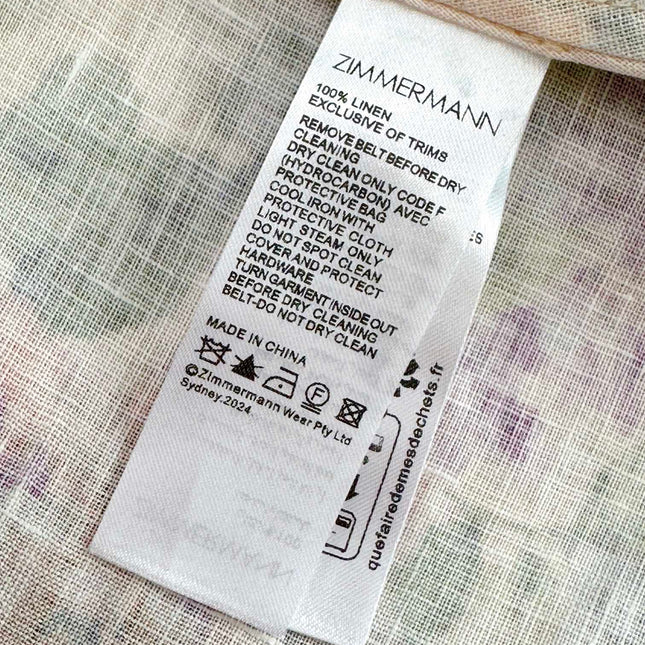 ZIMMERMANN
100% LINEN
EXCLUSIVE OF TRIMS
REMOVE BELT BEFORE DRY
CLEANING
DRY CLEAN ONLY CODE F
(HYDROCARBON) AVEC
PROTECTIVE BAG
COOL IRON WITH
PROTECTIVE CLOTH
LIGHT STEAM ONLY
DO NOT SPOT CLEAN
COVER AND PROTECT
HARDWARE
TURN GARMENT INSIDE OUT
BEFORE DRY CLEANING
BELT-DO NOT DRY CLEAN
MADE IN CHINA
F
©Zimmermann Wear Pty Ltd
Sydney.2024
ES
quefairedemesdechets.fr